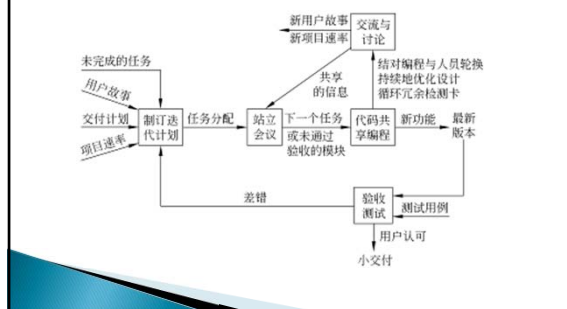 新用户故事
新项目速率
交流与
讨论
未完成的任务
用户故事
交付计划
项目速率
制订迭
代计划
任务分配
站立
会议
共享
的信息
下一个任务
或未通过
验收的模块
结对编程与人员轮换
持续地优化设计
循环冗余检测卡
代码共
享编程
新功能
最新
版本
差错
验收
测试
测试用例
用户认可
小交付